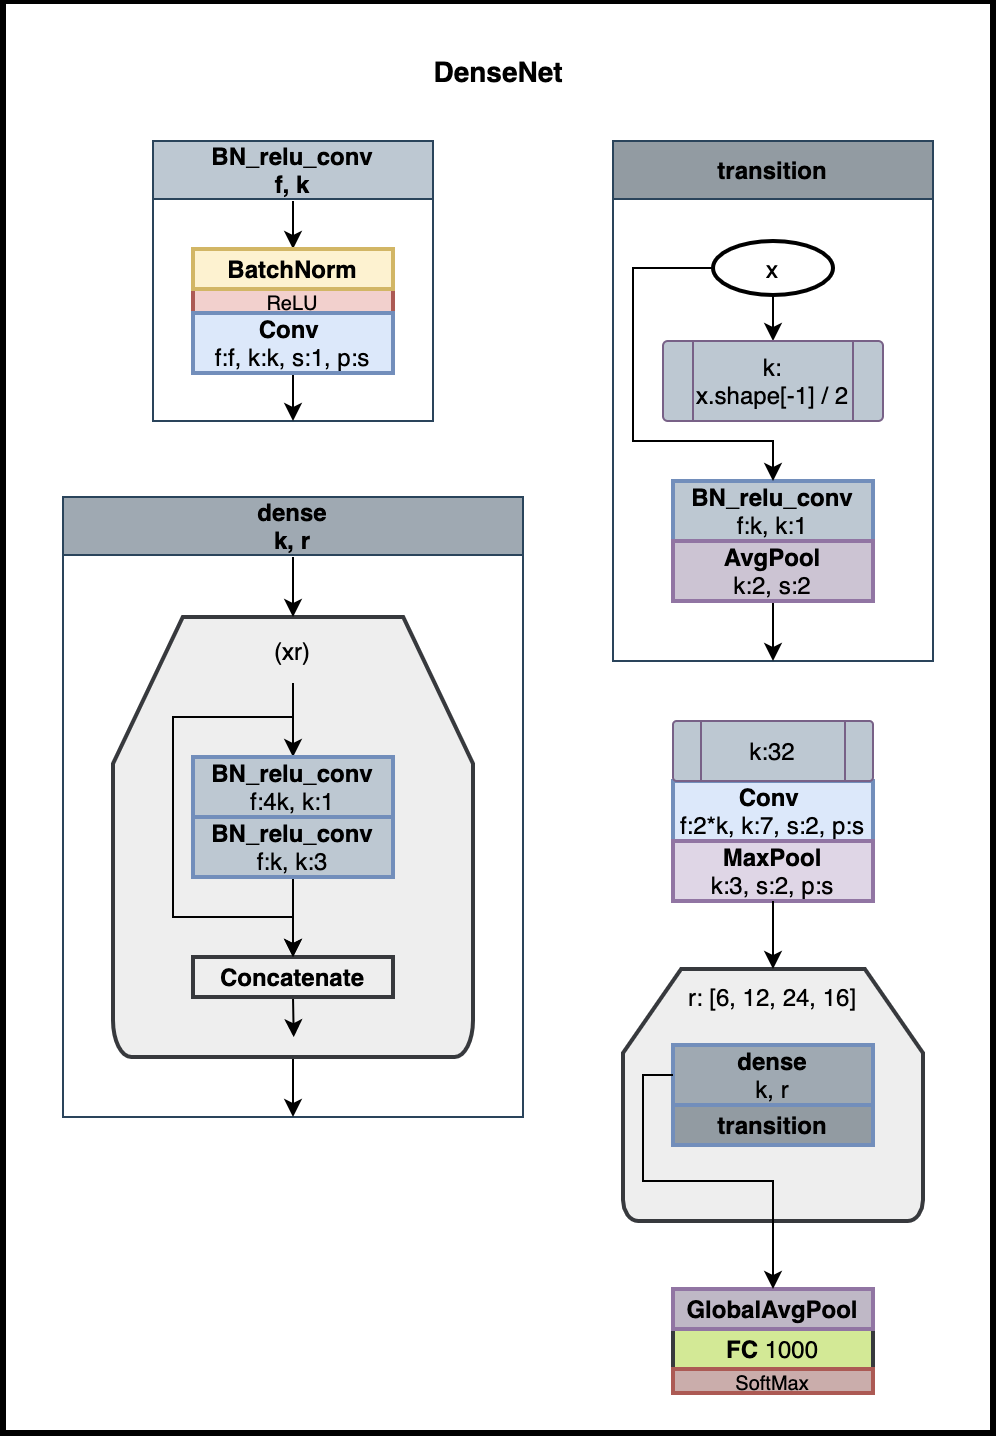 DenseNet
BN_relu_conv
f, k
BatchNorm
ReLU
Conv
f:f, k:k, s:1, p:s
dense
k, r
(xr)
BN_relu_conv
f:4k, k:1
BN_relu_conv
f:k, k:3
Concatenate
transition
x
k:
x.shape[-1] / 2
BN_relu_conv
f:k, k:1
AvgPool
k:2, s:2
k:32
Conv
f:2*k, k:7, s:2, p:s
MaxPool
k:3, s:2, p:s
r: [6, 12, 24, 16]
dense
k, r
transition
GlobalAvgPool
FC 1000
SoftMax